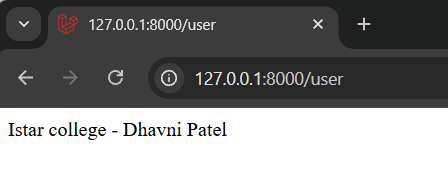 127.0.0.1:8000/user
127.0.0.1:8000/user
Istar college - Dhavni Patel